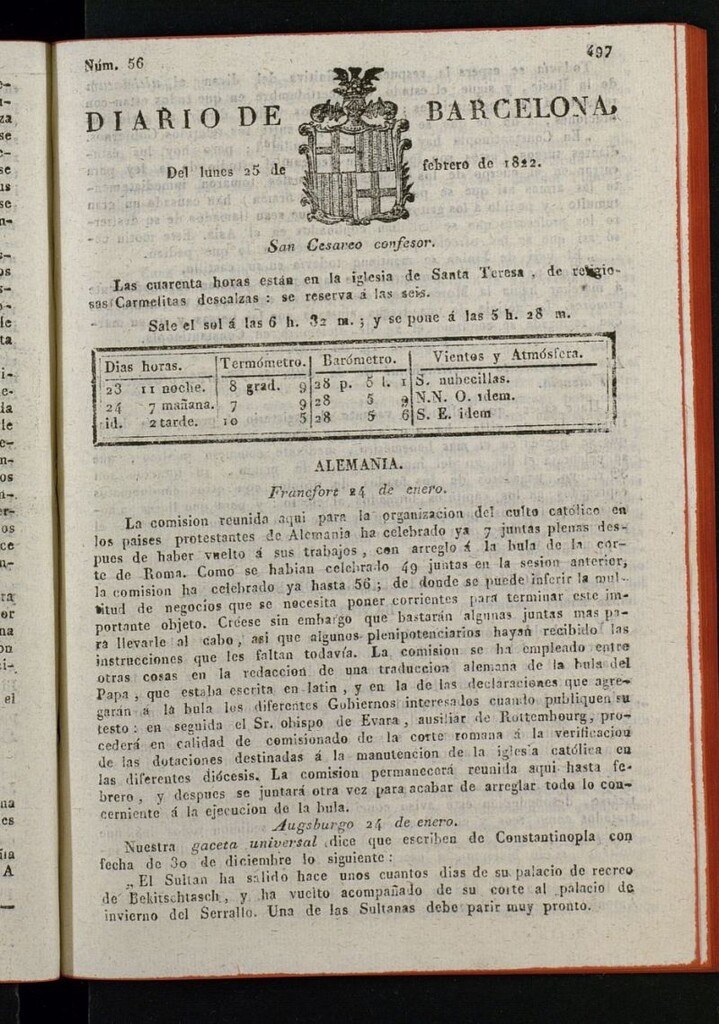 Núm. 56
497
DIARIO DE BARCELONA,
Del lunes 25 de febrero de 1822.
San Cesareo confesor.
Las cuarenta horas están en la iglesia de Santa Teresa, de religio-
sas Carmelitas descalzas: se reserva á las seis.
Sale el sol á las 6 h. 32 m.; y se pone á las 5 h. 28 m.
Dias horas. Termómetro. Barómetro. Vientos y Atmósfera.
23 11 noche. 8 grad. 9 28 p. 5 l. 1 S. nubecillas.
24 7 mañana. 7 9 28 5 9 N.N. O. idem.
id. 2 tarde. 10 5 28 5 6 S. E. idem
ALEMANIA.
Francfort 24 de enero.
La comision reunida aqui para la organizacion del culto católico en
los paises protestantes de Alemania ha celebrado ya 7 juntas plenas des-
pues de haber vuelto á sus trabajos, con arreglo á la bula de la cor-
te de Roma. Como se habian celebrado 49 juntas en la sesion anterior,
la comision ha celebrado ya hasta 56; de donde se puede inferir la mul-
titud de negocios que se necesita poner corrientes para terminar este im-
portante objeto. Créese sin embargo que bastarán algunas juntas mas pa-
ra llevarle al cabo, asi que algunos plenipotenciarios hayan recibido las
instrucciones que les faltan todavía. La comision se ha empleado entre
otras cosas en la redaccion de una traduccion alemana de la bula del
Papa, que estaba escrita en latin, y en la de las declaraciones que agre-
garán á la bula los diferentes Gobiernos interesados cuando publiquen su
testo: en seguida el Sr. obispo de Evara, ausiliar de Rottembourg, pro-
cederá en calidad de comisionado de la corte romana á la verificacion
de las dotaciones destinadas á la manutencion de la iglesia católica en
las diferentes diócesis. La comision permanecerá reunida aqui hasta fe-
brero, y despues se juntará otra vez para acabar de arreglar todo lo con-
cerniente á la ejecucion de la bula.
Augsburgo 24 de enero.
Nuestra gaceta universal dice que escriben de Constantinopla con
fecha de 30 de diciembre lo siguiente:
„El Sultan ha salido hace unos cuantos dias de su palacio de recreo
de Bekitschtasch, y ha vuelto acompañado de su corte al palacio de
invierno del Serrallo. Una de las Sultanas debe parir muy pronto.